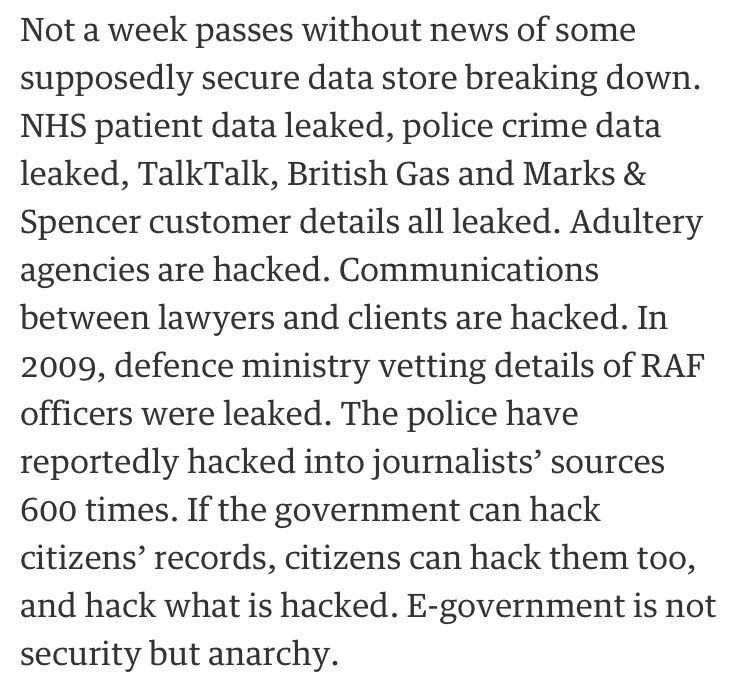 Not a week passes without news of some
supposedly secure data store breaking down.
NHS patient data leaked, police crime data
leaked, TalkTalk, British Gas and Marks &
Spencer customer details all leaked. Adultery
agencies are hacked. Communications
between lawyers and clients are hacked. In
2009, defence ministry vetting details of RAF
officers were leaked. The police have
reportedly hacked into journalists’ sources
600 times. If the government can hack
citizens’ records, citizens can hack them too,
and hack what is hacked. E-government is not
security but anarchy.